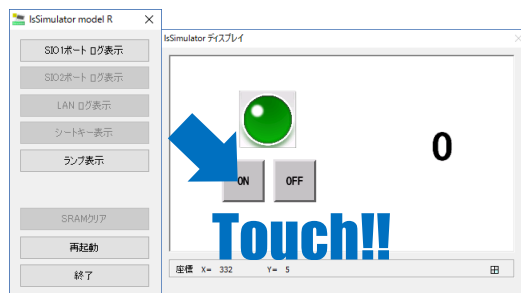 IsSimulator model R
SIO1ポート ログ表示
SIO2ポート ログ表示
LAN ログ表示
シートキー表示
ランプ表示
SRAMクリア
再起動
終了
IsSimulator ディスプレイ
0
ON
OFF
Touch!!
座標 X= 332 Y= 5